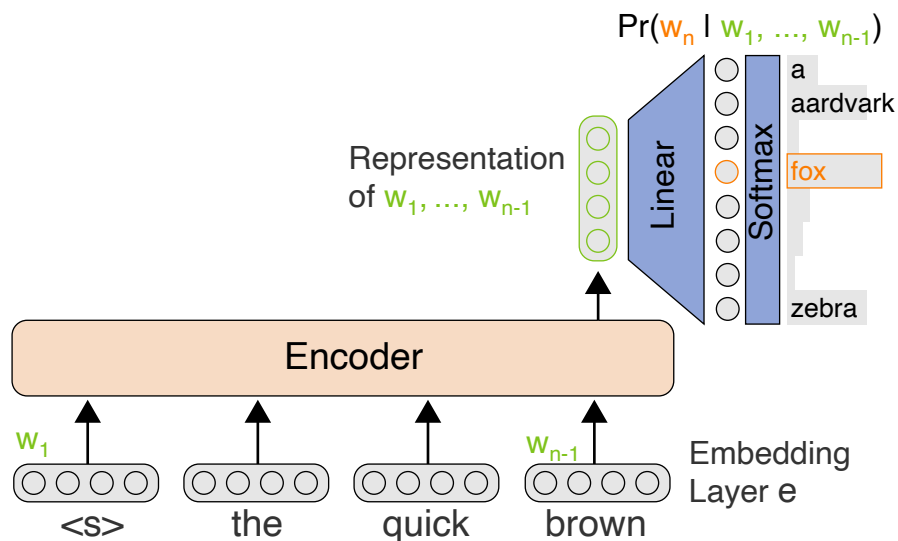 Pr(wₙ | w₁, ..., wₙ₋₁)
a
aardvark
Representation
of w₁, ..., wₙ₋₁
Linear
Softmax
fox
zebra
Encoder
w₁
wₙ₋₁
Embedding
Layer e
<s> the quick brown